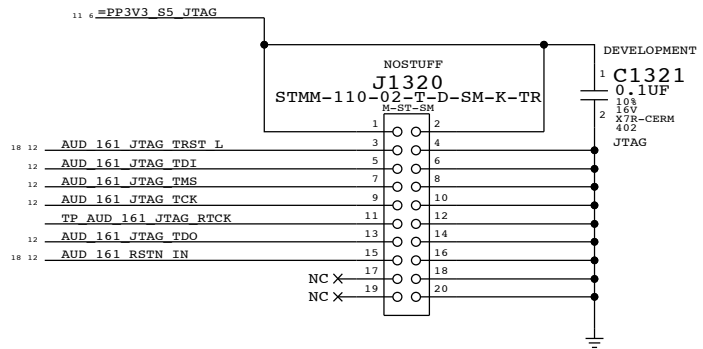 11 6 =PP3V3_S5_JTAG
DEVELOPMENT
NOSTUFF
J1320
STMM-110-02-T-D-SM-K-TR
M-ST-SM
1 C1321
0.1UF
10%
16V
2 X7R-CERM
402
JTAG
1 2
18 12 AUD_161_JTAG_TRST_L 3 4
12 AUD_161_JTAG_TDI 5 6
12 AUD_161_JTAG_TMS 7 8
12 AUD_161_JTAG_TCK 9 10
TP_AUD_161_JTAG_RTCK 11 12
12 AUD_161_JTAG_TDO 13 14
18 12 AUD_161_RSTN_IN 15 16
NC 17 18
NC 19 20